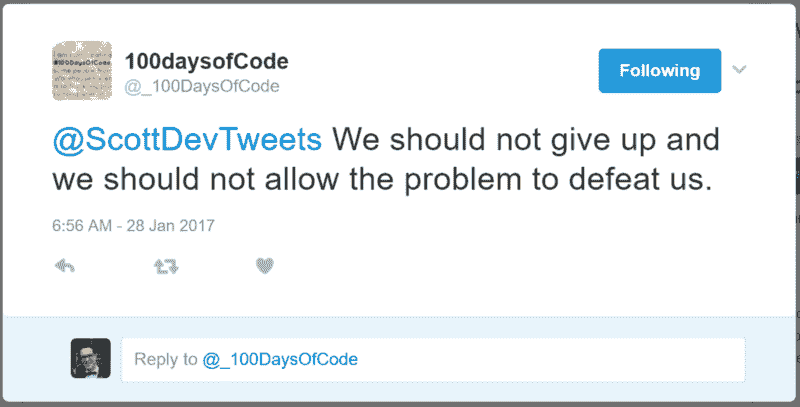 100daysofCode
@_100DaysOfCode
Following
@ScottDevTweets We should not give up and
we should not allow the problem to defeat us.
6:56 AM - 28 Jan 2017
Reply to @_100DaysOfCode